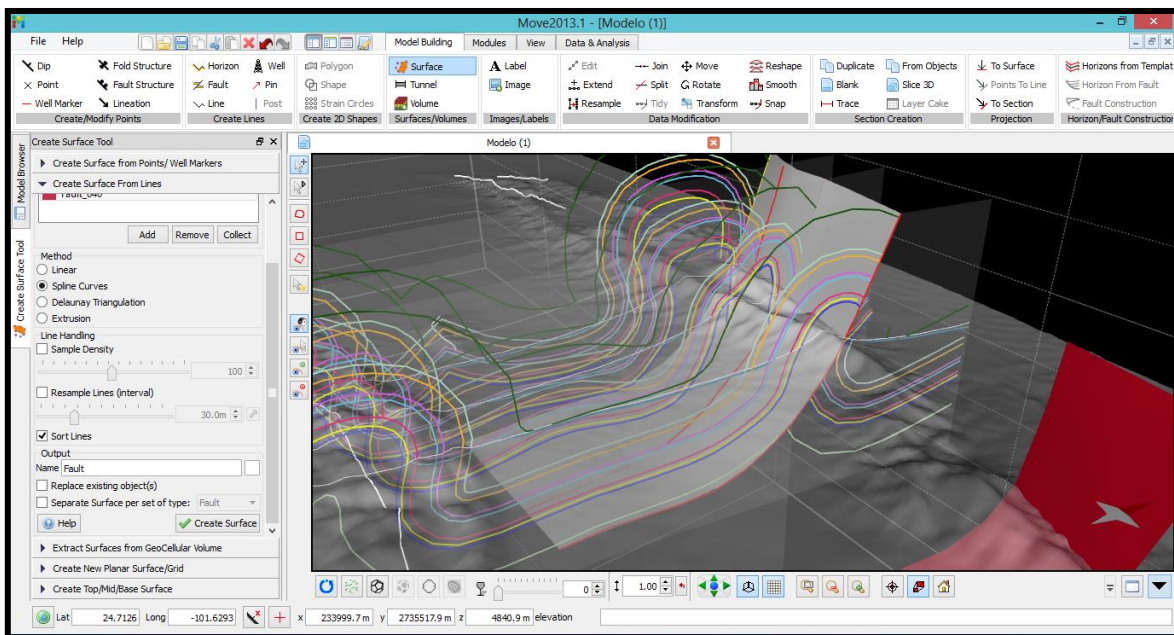 Move2013.1 - [Modelo (1)]
File Help Model Building Modules View Data & Analysis
Dip Fold Structure Horizon Well Polygon Surface Label Edit Join Move Reshape Duplicate From Objects To Surface Horizons from Templat
Point Fault Structure Fault Pin Shape Tunnel Image Extend Split Rotate Smooth Blank Slice 3D Points To Line Horizon From Fault
Well Marker Lineation Line Post Strain Circles Volume Resample Tidy Transform Snap Trace Layer Cake To Section Fault Construction
Create/Modify Points Create Lines Create 2D Shapes Surfaces/Volumes Images/Labels Data Modification Section Creation Projection Horizon/Fault Construction
Model Browser
Create Surface Tool
Create Surface Tool
Modelo (1)
Create Surface from Points/ Well Markers
Create Surface From Lines
Fault_040
Add Remove Collect
Method
Linear
Spline Curves
Delaunay Triangulation
Extrusion
Line Handling
Sample Density
100
Resample Lines (interval)
30.0m
Sort Lines
Output
Name Fault
Replace existing object(s)
Separate Surface per set of type: Fault
Help Create Surface
Extract Surfaces from GeoCellular Volume
Create New Planar Surface/Grid
Create Top/Mid/Base Surface
0 1.00
Lat 24.7126 Long -101.6293 x 233999.7 m y 2735517.9 m z 4840.9 m elevation